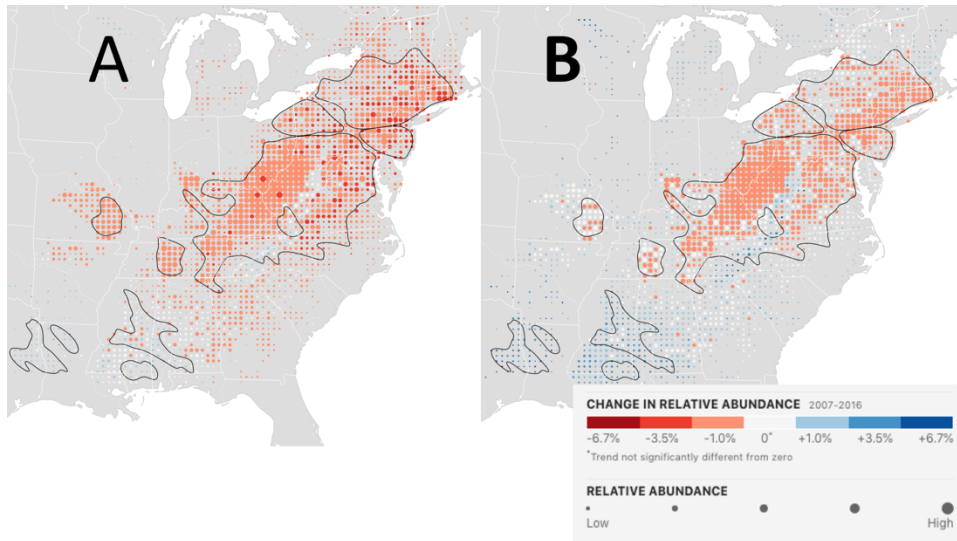 A
B
CHANGE IN RELATIVE ABUNDANCE 2007-2016
-6.7% -3.5% -1.0% 0* +1.0% +3.5% +6.7%
*Trend not significantly different from zero
RELATIVE ABUNDANCE
Low High